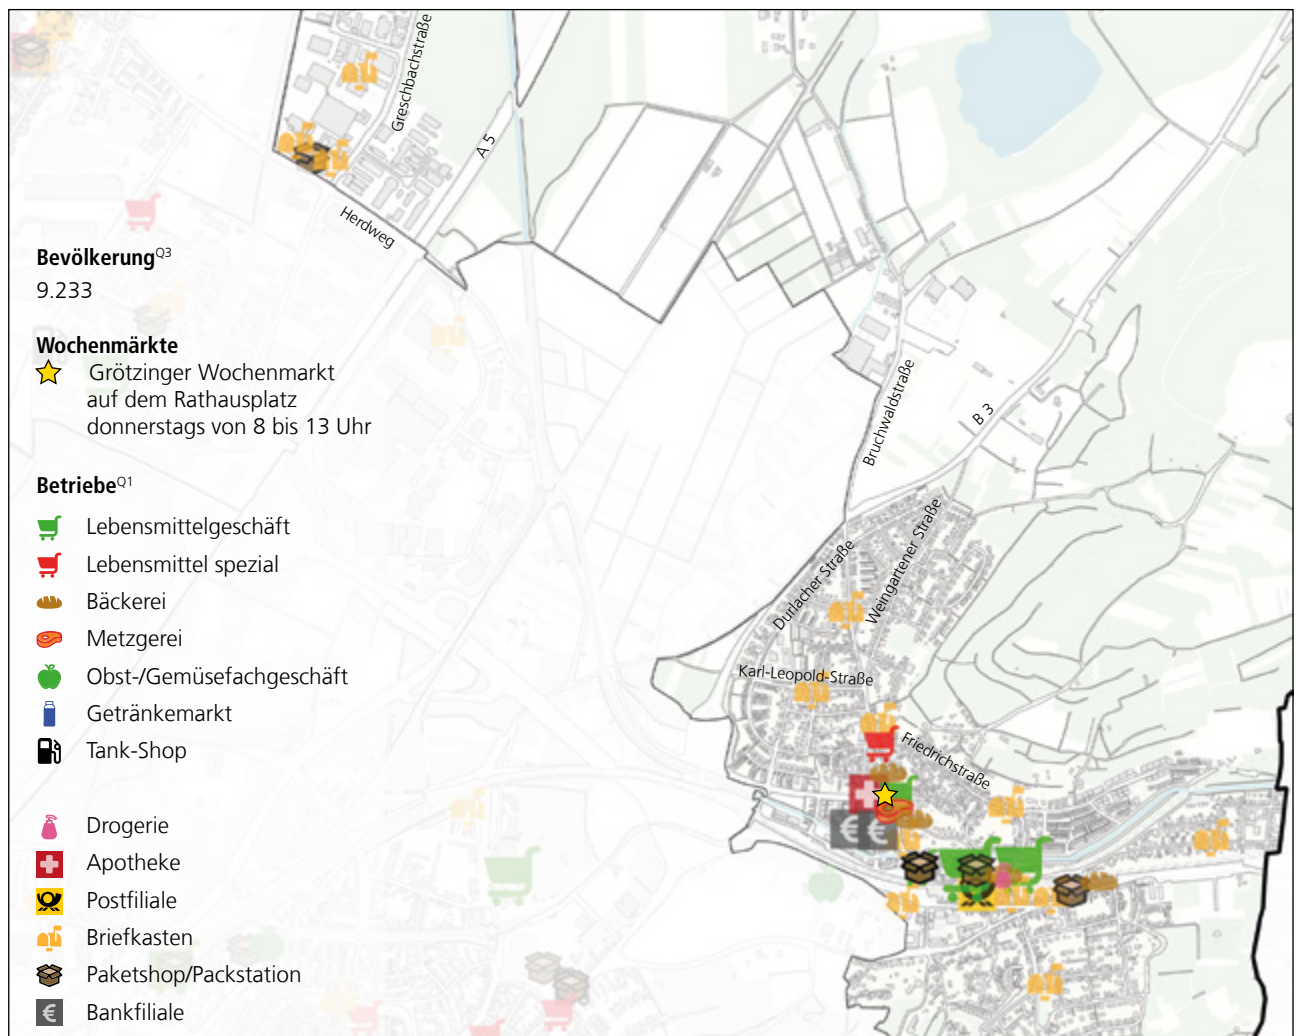 Greschbachstraße
A 5
Herdweg
Bevölkerung Q3
9.233
Wochenmärkte
Grötzinger Wochenmarkt
auf dem Rathausplatz
donnerstags von 8 bis 13 Uhr
Bruchwaldstraße
B 3
Betriebe Q1
Lebensmittelgeschäft
Lebensmittel spezial
Bäckerei
Metzgerei
Obst-/Gemüsefachgeschäft
Getränkemarkt
Tank-Shop
Durlacher Straße
Weingartener Straße
Karl-Leopold-Straße
Friedrichstraße
Drogerie
Apotheke
Postfiliale
Briefkasten
Paketshop/Packstation
€ Bankfiliale
€ €